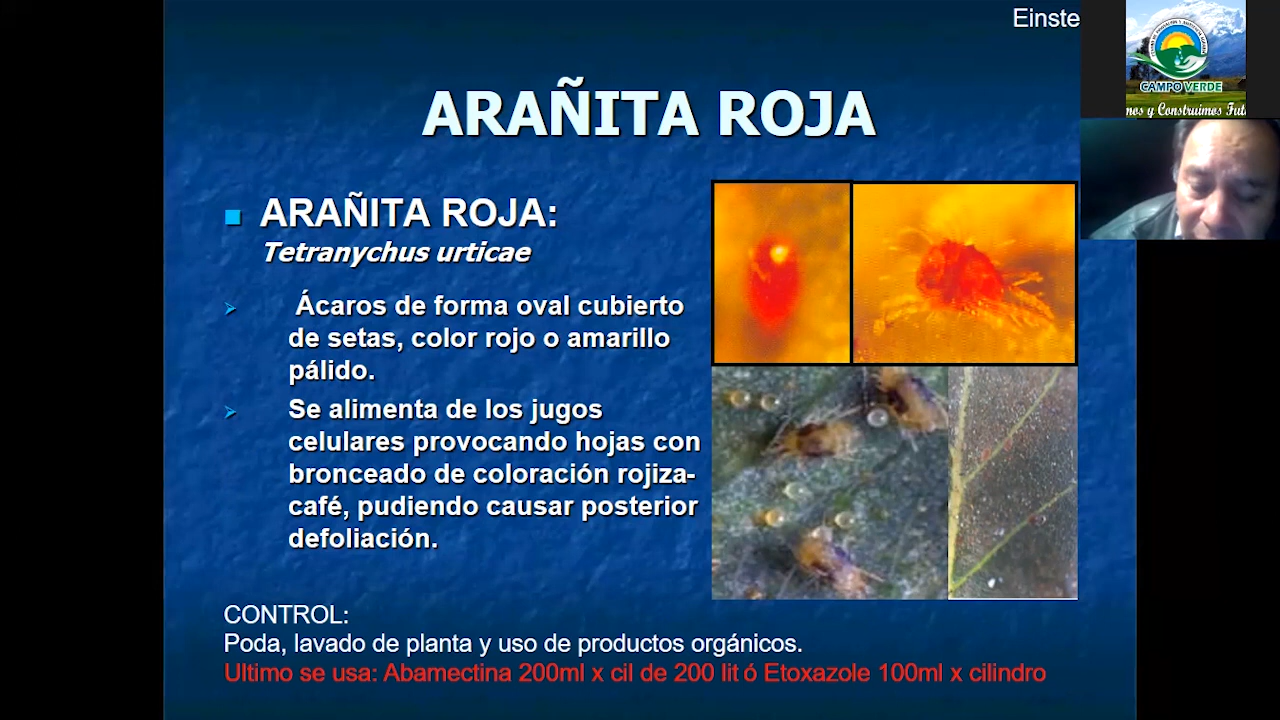 Einste
CAMPO VERDE
nos y Construimos Fut
ARAÑITA ROJA
ARAÑITA ROJA:
Tetranychus urticae
Ácaros de forma oval cubierto
de setas, color rojo o amarillo
pálido.
Se alimenta de los jugos
celulares provocando hojas con
bronceado de coloración rojiza-
café, pudiendo causar posterior
defoliación.
CONTROL:
Poda, lavado de planta y uso de productos orgánicos.
Ultimo se usa: Abamectina 200ml x cil de 200 lit ó Etoxazole 100ml x cilindro